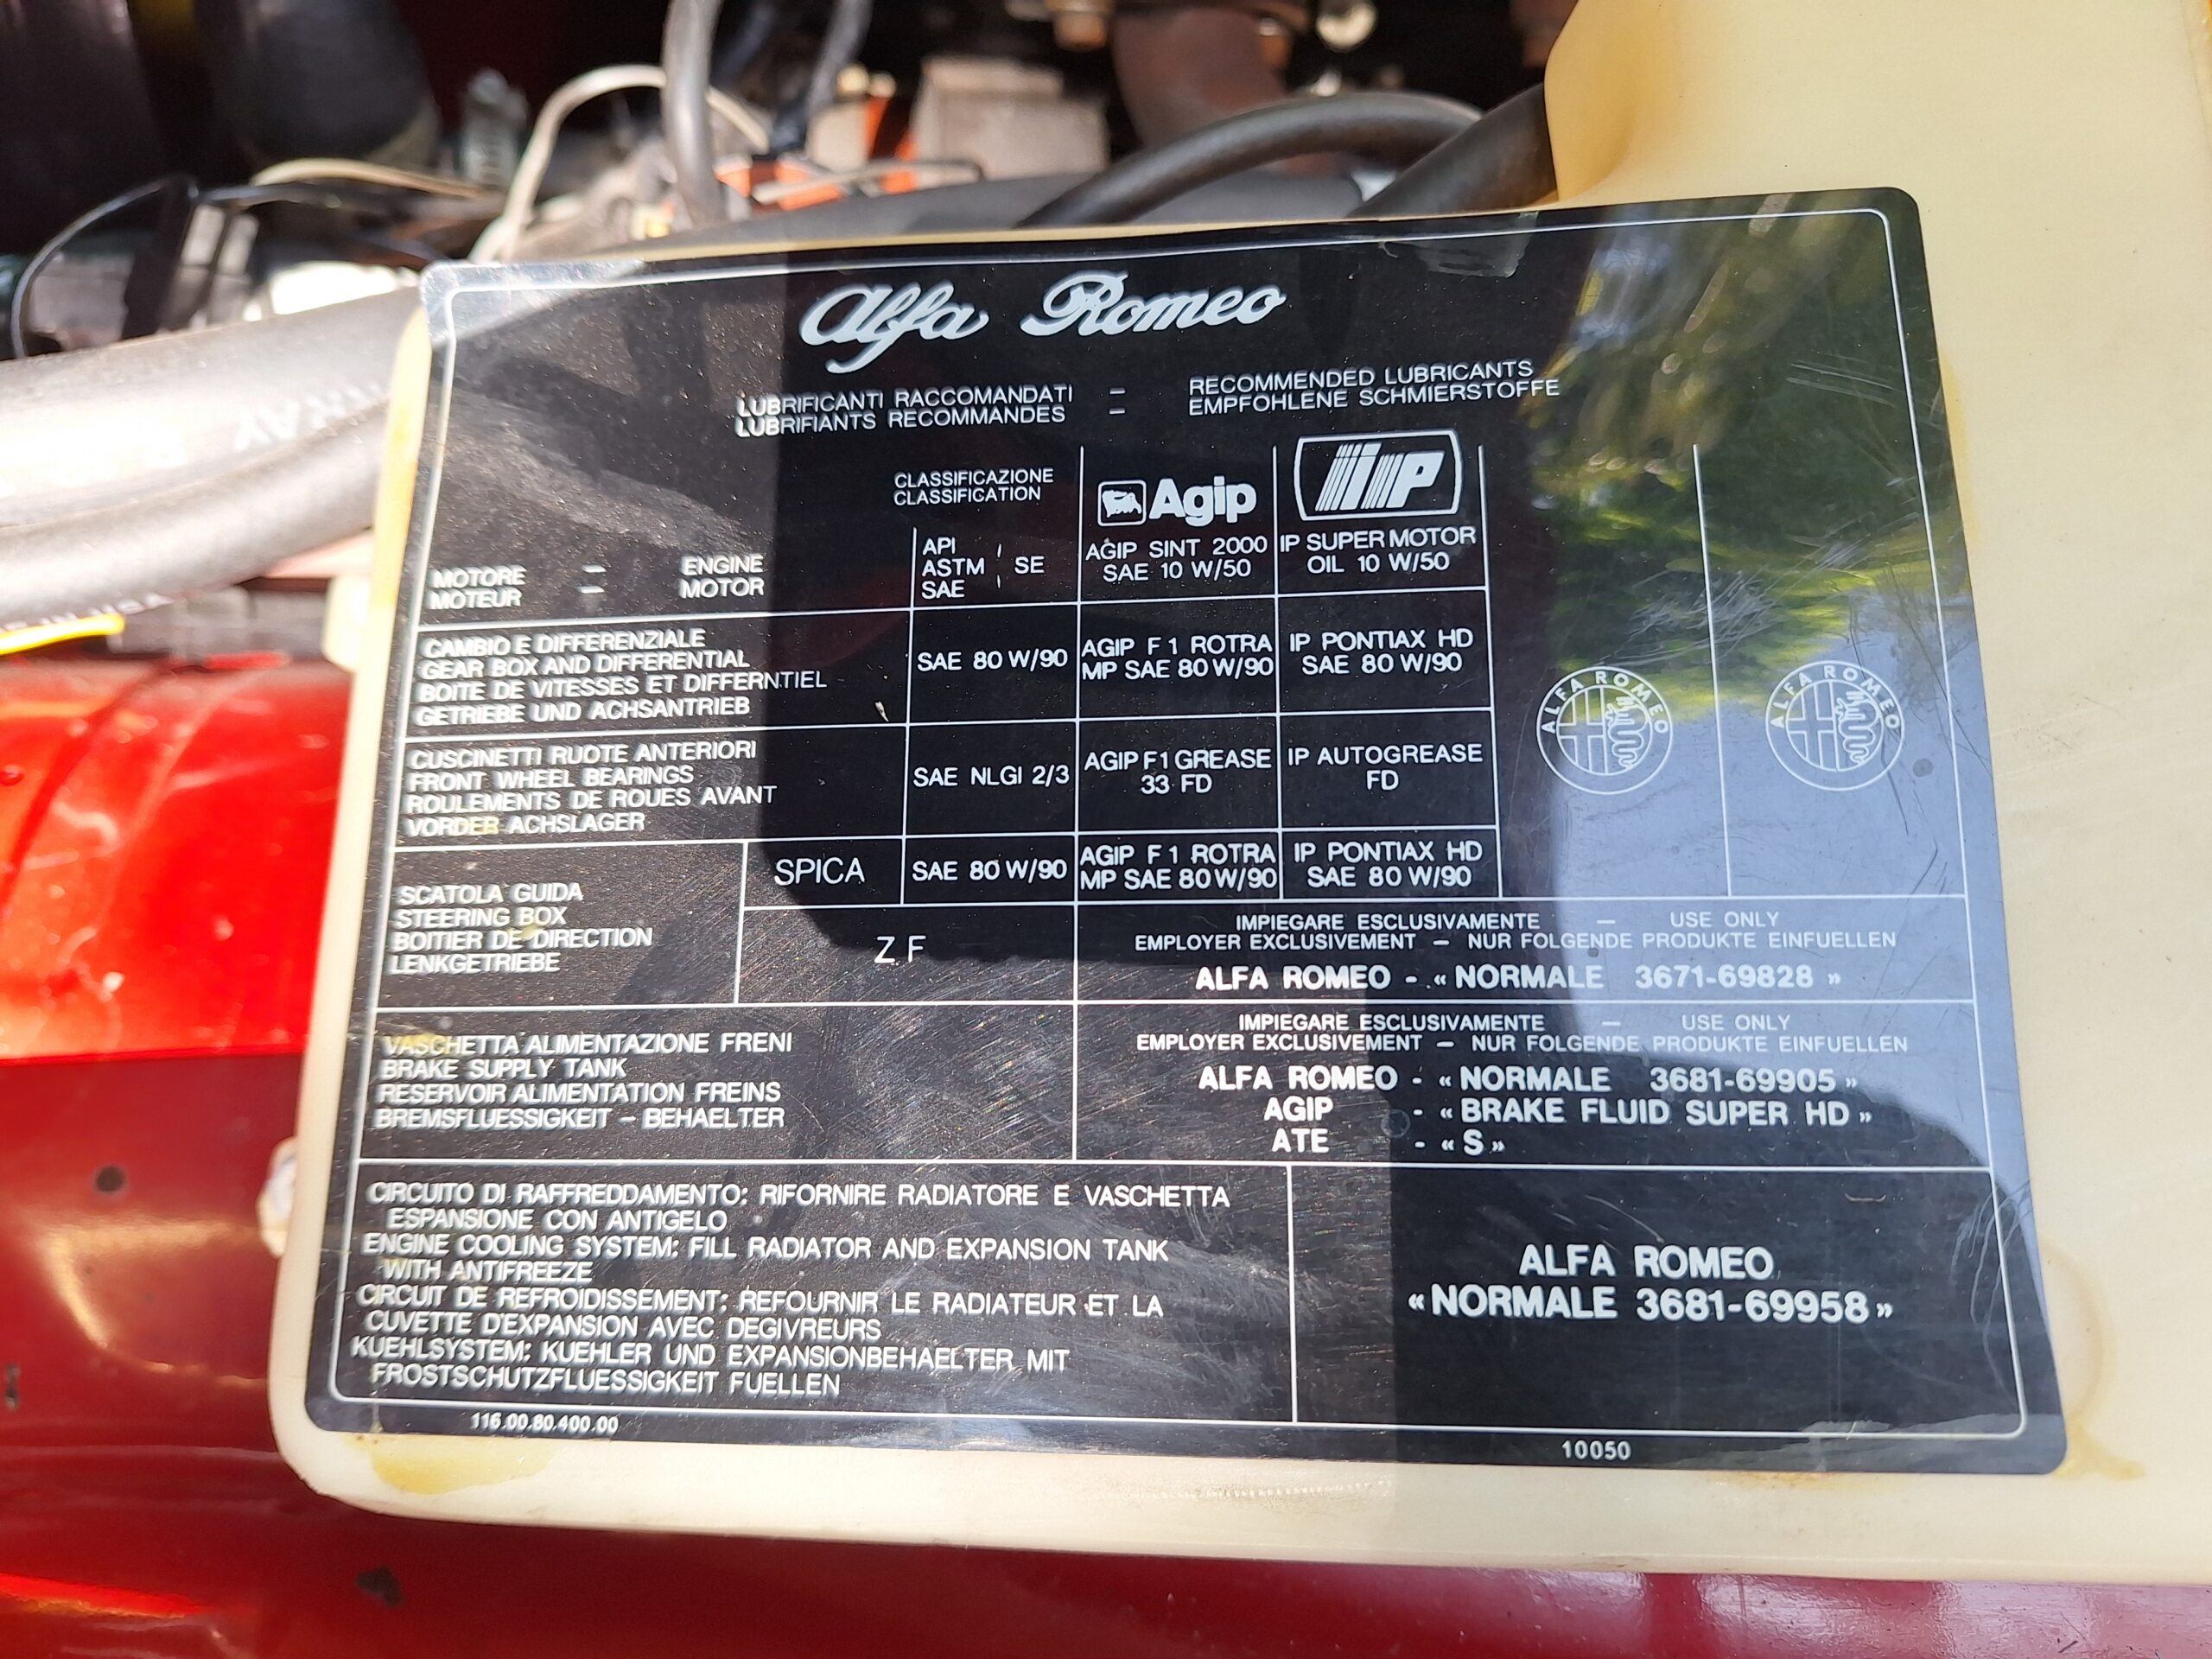 Alfa Romeo
LUBRIFICANTI RACCOMANDATI – RECOMMENDED LUBRICANTS
LUBRIFIANTS RECOMMANDES – EMPFOHLENE SCHMIERSTOFFE
CLASSIFICAZIONE
CLASSIFICATION
Agip
IP
MOTORE – ENGINE
MOTEUR – MOTOR
API
ASTM SE
SAE
AGIP SINT 2000
SAE 10 W/50
IP SUPER MOTOR
OIL 10 W/50
CAMBIO E DIFFERENZIALE
GEAR BOX AND DIFFERENTIAL
BOITE DE VITESSES ET DIFFERNTIEL
GETRIEBE UND ACHSANTRIEB
SAE 80 W/90
AGIP F 1 ROTRA
MP SAE 80 W/90
IP PONTIAX HD
SAE 80 W/90
CUSCINETTI RUOTE ANTERIORI
FRONT WHEEL BEARINGS
ROULEMENTS DE ROUES AVANT
VORDER ACHSLAGER
SAE NLGI 2/3
AGIP F1 GREASE
33 FD
IP AUTOGREASE
FD
ALFA ROMEO
ALFA ROMEO
SCATOLA GUIDA
STEERING BOX
BOITIER DE DIRECTION
LENKGETRIEBE
SPICA
SAE 80 W/90
AGIP F 1 ROTRA
MP SAE 80 W/90
IP PONTIAX HD
SAE 80 W/90
Z F
IMPIEGARE ESCLUSIVAMENTE — USE ONLY
EMPLOYER EXCLUSIVEMENT — NUR FOLGENDE PRODUKTE EINFUELLEN
ALFA ROMEO - « NORMALE 3671-69828 »
VASCHETTA ALIMENTAZIONE FRENI
BRAKE SUPPLY TANK
RESERVOIR ALIMENTATION FREINS
BREMSFLUESSIGKEIT – BEHAELTER
IMPIEGARE ESCLUSIVAMENTE — USE ONLY
EMPLOYER EXCLUSIVEMENT — NUR FOLGENDE PRODUKTE EINFUELLEN
ALFA ROMEO - « NORMALE 3681-69905 »
AGIP - « BRAKE FLUID SUPER HD »
ATE - « S »
CIRCUITO DI RAFFREDDAMENTO: RIFORNIRE RADIATORE E VASCHETTA
ESPANSIONE CON ANTIGELO
ENGINE COOLING SYSTEM: FILL RADIATOR AND EXPANSION TANK
WITH ANTIFREEZE
CIRCUIT DE REFROIDISSEMENT: REFOURNIR LE RADIATEUR ET LA
CUVETTE D'EXPANSION AVEC DEGIVREURS
KUEHLSYSTEM: KUEHLER UND EXPANSIONBEHAELTER MIT
FROSTSCHUTZFLUESSIGKEIT FUELLEN
ALFA ROMEO
« NORMALE 3681-69958 »
116.00.80.400.00
10050